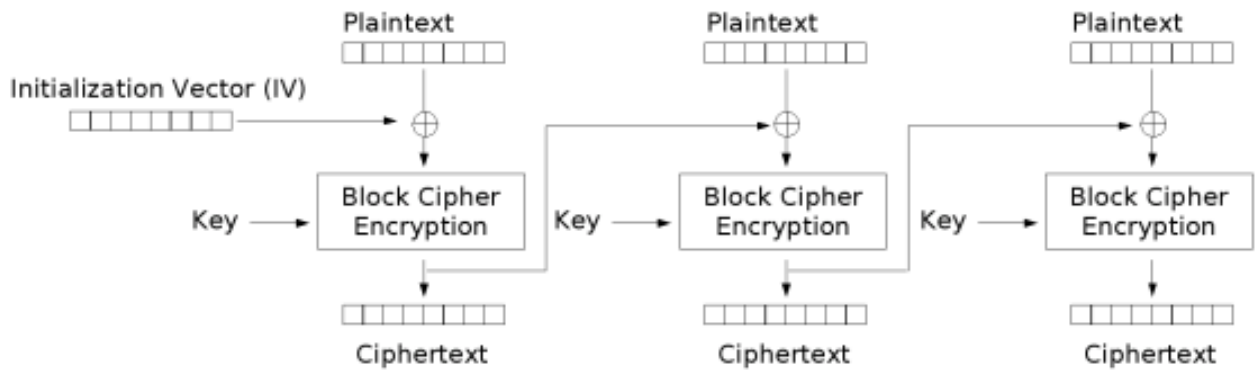 Plaintext
Plaintext
Plaintext
Initialization Vector (IV)
Key
Block Cipher
Encryption
Key
Block Cipher
Encryption
Key
Block Cipher
Encryption
Ciphertext
Ciphertext
Ciphertext